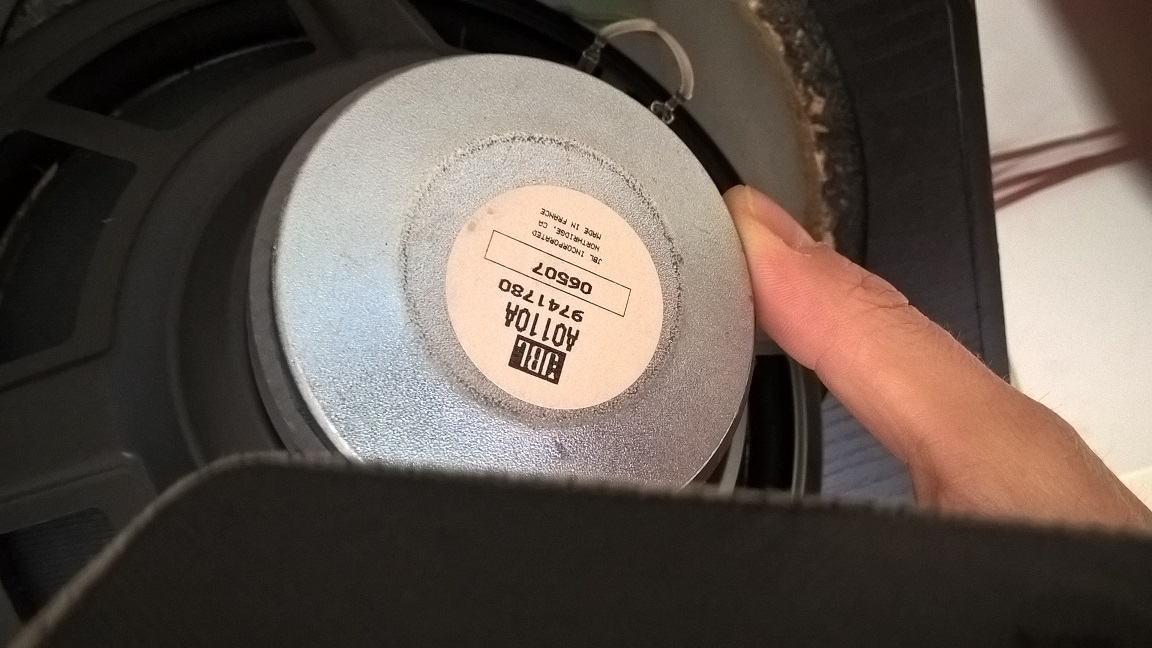 JBL
A0110A
9741780
06507
JBL INCORPORATED
NORTHRIDGE, CA
MADE IN FRANCE